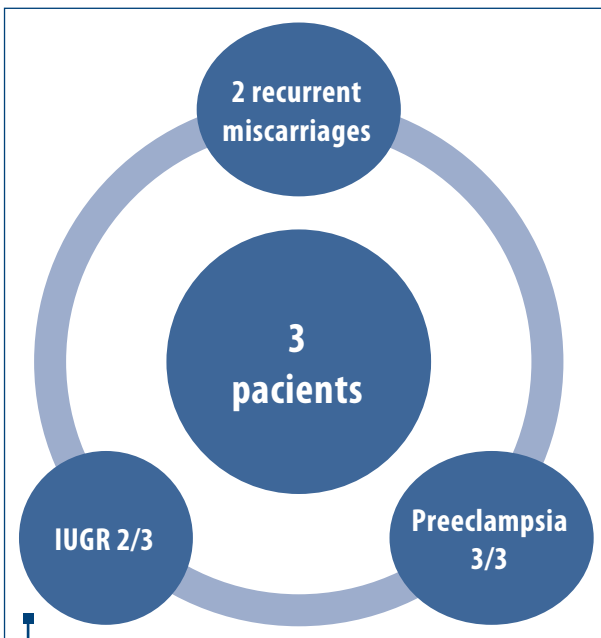 2 recurrent
miscarriages
3
pacients
IUGR 2/3
Preeclampsia
3/3